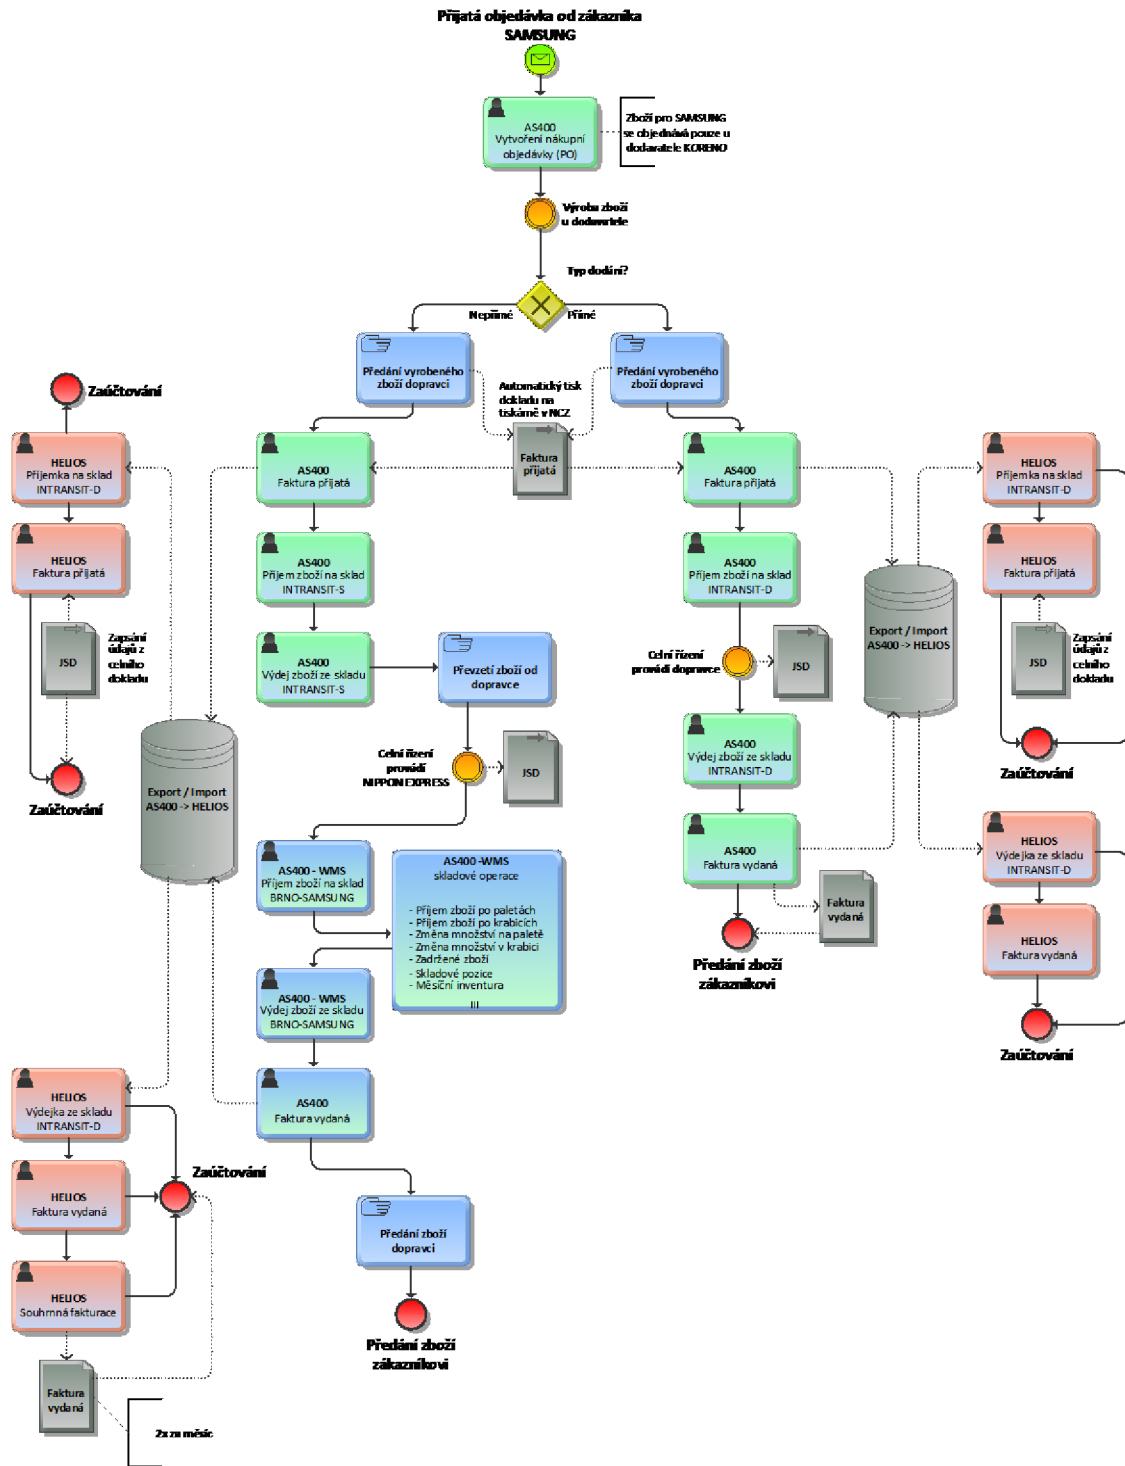 Přijatá objedávka od zákazníka
SAMSUNG
AS400
Vytvoření nákupní
objedávky (PO)
Zboží pro SAMSUNG
se objednává pouze u
dodavatele KORENO
Výroba zboží
u dodavatele
Typ dodání?
Nepřímé
Přímé
Předání vyrobeného
zboží dopravci
Předání vyrobeného
zboží dopravci
Automatický tisk
dokladu na
tiskárně v NCZ
Faktura
přijatá
Zaúčtování
HELIOS
Příjemka na sklad
INTRANSIT-D
HELIOS
Faktura přijatá
JSD
Zapsání
údajů z
celního
dokladu
Zaúčtování
AS400
Faktura přijatá
AS400
Příjem zboží na sklad
INTRANSIT-S
AS400
Výdej zboží ze skladu
INTRANSIT-S
Převzetí zboží od
dopravce
Celní řízení
provádí
NIPPON EXPRESS
JSD
Export / Import
AS400 -> HELIOS
AS400 - WMS
Příjem zboží na sklad
BRNO-SAMSUNG
AS400 -WMS
skladové operace
- Příjem zboží po paletách
- Příjem zboží po krabicích
- Změna množství na paletě
- Změna množství v krabici
- Zadržené zboží
- Skladové pozice
- Měsíční inventura
AS400 - WMS
Výdej zboží ze skladu
BRNO-SAMSUNG
AS400
Faktura vydaná
Předání zboží
dopravci
Předání zboží
zákazníkovi
HELIOS
Výdejka ze skladu
INTRANSIT-D
HELIOS
Faktura vydaná
HELIOS
Souhrnná fakturace
Zaúčtování
Faktura
vydaná
2x za měsíc
AS400
Faktura přijatá
AS400
Příjem zboží na sklad
INTRANSIT-D
Celní řízení
provádí dopravce
JSD
AS400
Výdej zboží ze skladu
INTRANSIT-D
AS400
Faktura vydaná
Faktura
vydaná
Předání zboží
zákazníkovi
Export / Import
AS400 -> HELIOS
HELIOS
Příjemka na sklad
INTRANSIT-D
HELIOS
Faktura přijatá
JSD
Zapsání
údajů z
celního
dokladu
Zaúčtování
HELIOS
Výdejka ze skladu
INTRANSIT-D
HELIOS
Faktura vydaná
Zaúčtování